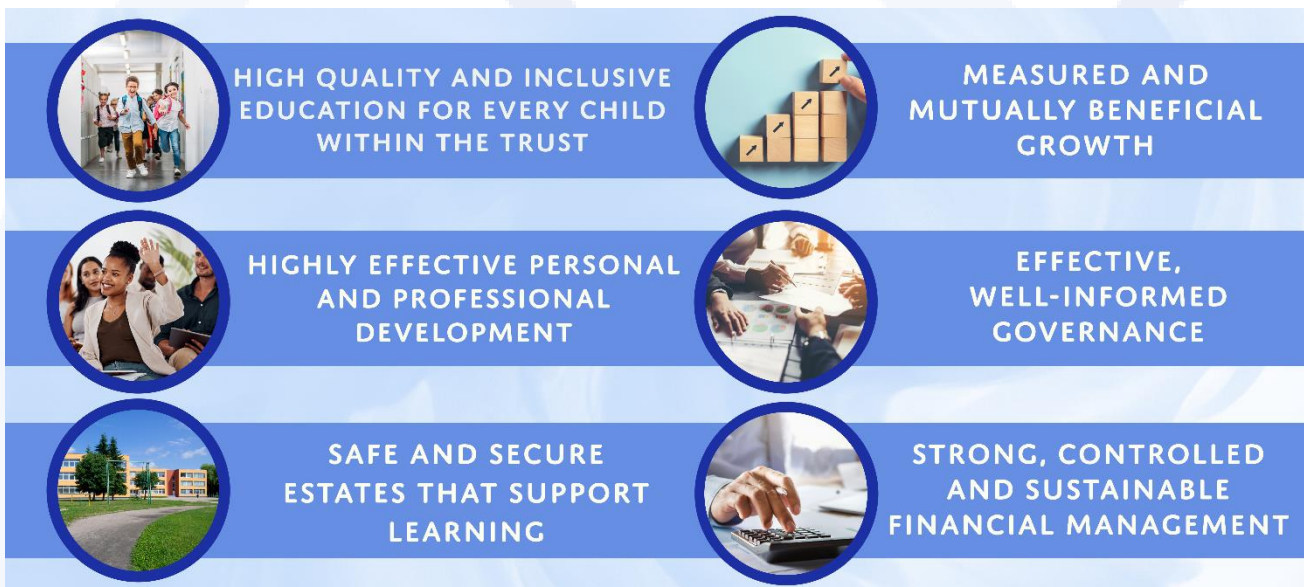 HIGH QUALITY AND INCLUSIVE
EDUCATION FOR EVERY CHILD
WITHIN THE TRUST
MEASURED AND
MUTUALLY BENEFICIAL
GROWTH
HIGHLY EFFECTIVE PERSONAL
AND PROFESSIONAL
DEVELOPMENT
EFFECTIVE,
WELL-INFORMED
GOVERNANCE
SAFE AND SECURE
ESTATES THAT SUPPORT
LEARNING
STRONG, CONTROLLED
AND SUSTAINABLE
FINANCIAL MANAGEMENT